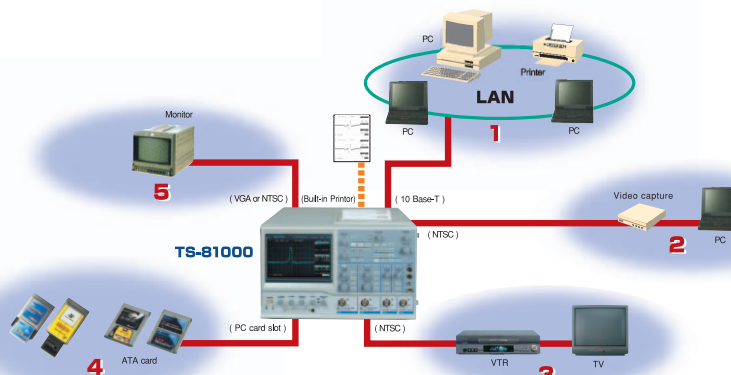 PC
Printer
LAN
PC
1
PC
Monitor
5
( VGA or NTSC )
(Built-in Printor)
( 10 Base-T )
Video capture
2
PC
( NTSC )
TS-81000
( PC card slot )
( NTSC )
4
ATA card
VTR
TV
3